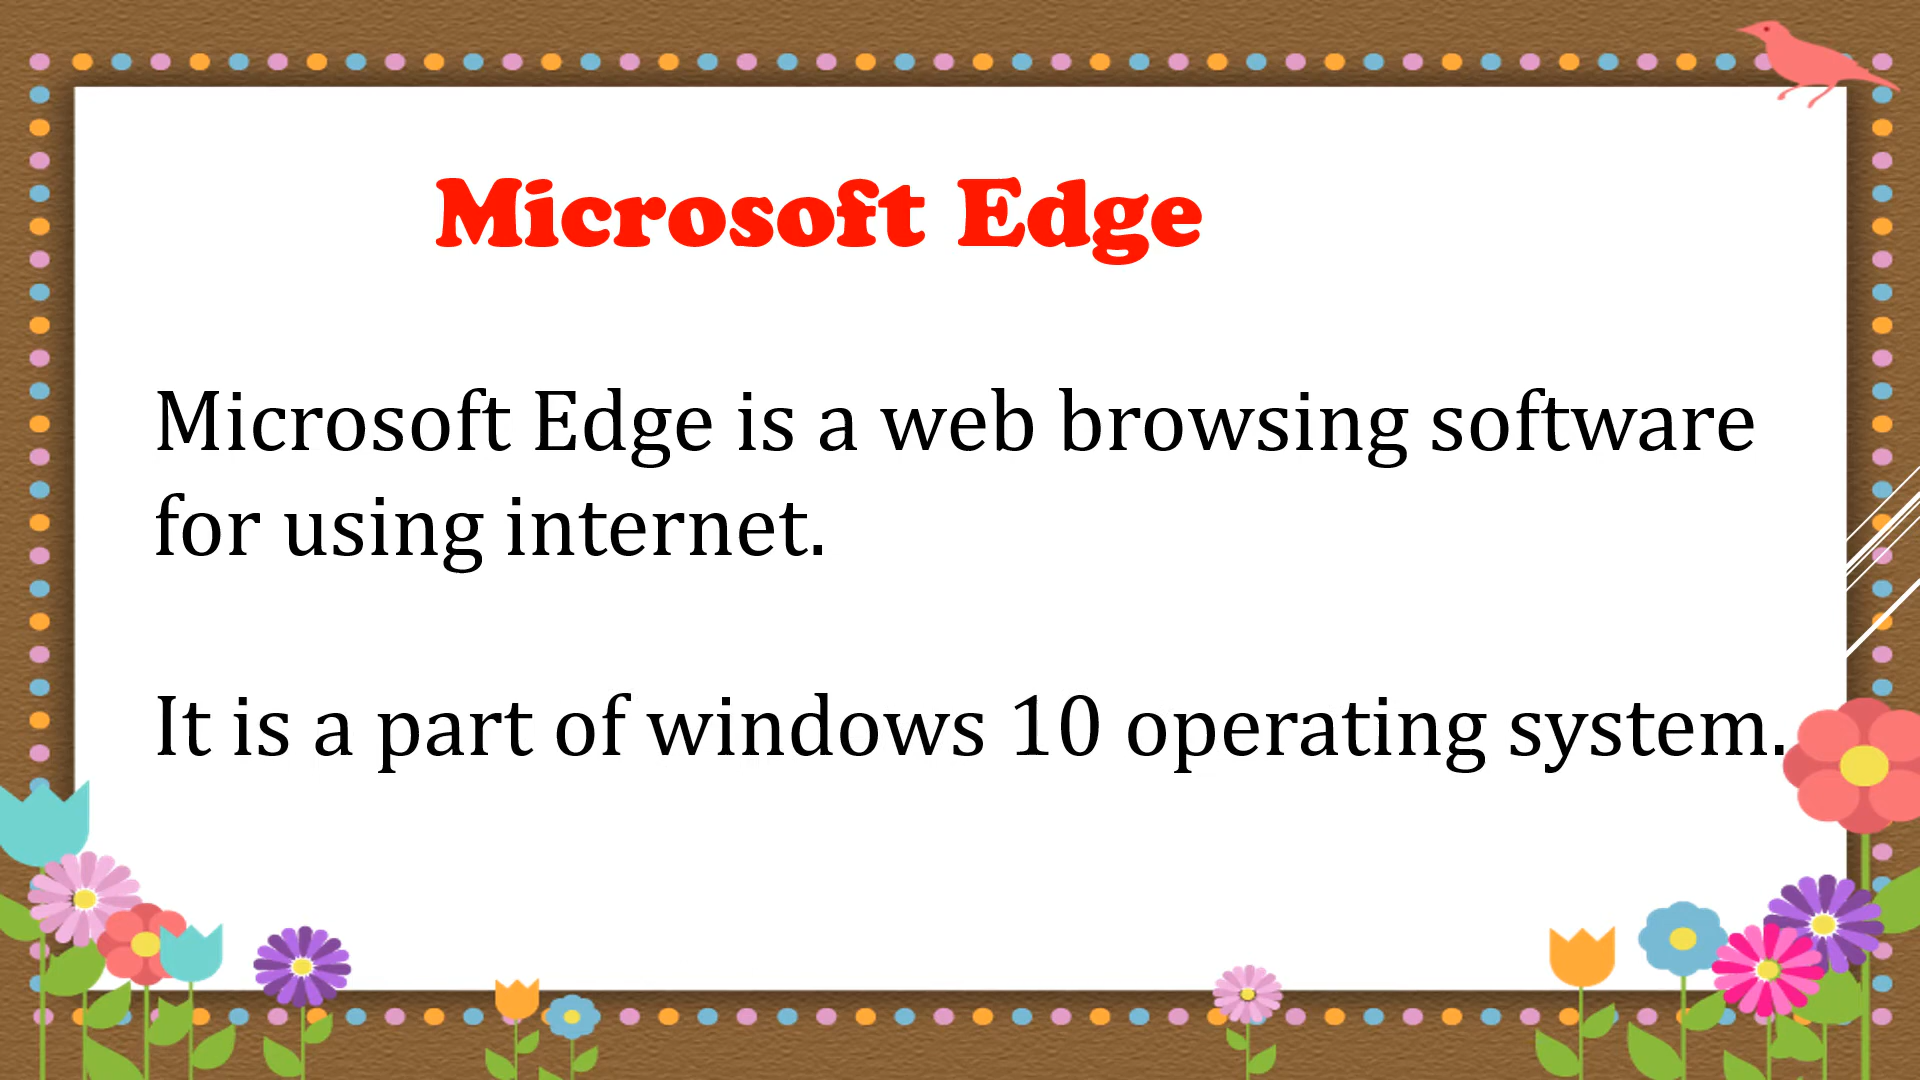 Microsoft Edge
Microsoft Edge is a web browsing software
for using internet.
It is a part of windows 10 operating system.